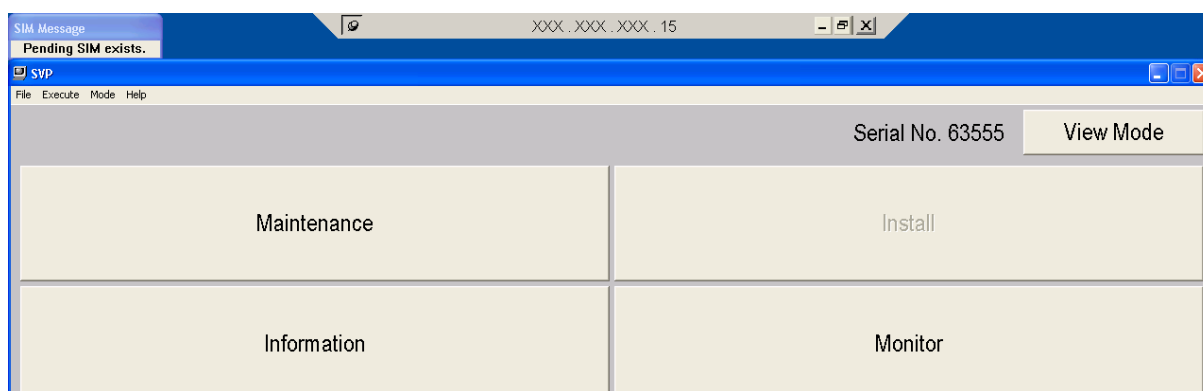 SIM Message
Pending SIM exists.
XXX . XXX . XXX . 15
SVP
File Execute Mode Help
Serial No. 63555 View Mode
Maintenance Install
Information Monitor